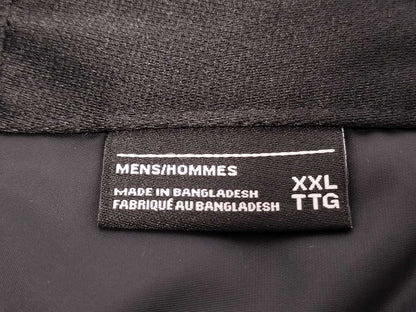 MENS/HOMMES
MADE IN BANGLADESH
FABRIQUÉ AU BANGLADESH
XXL
TTG